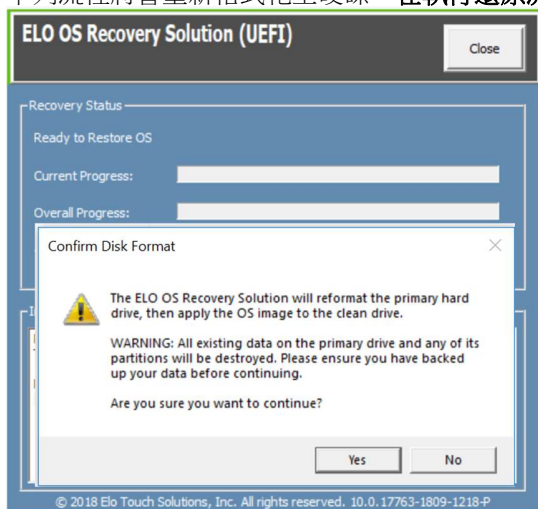 ELO OS Recovery Solution (UEFI)
Close
Recovery Status
Ready to Restore OS
Current Progress:
Overall Progress:
Confirm Disk Format
The ELO OS Recovery Solution will reformat the primary hard
drive, then apply the OS image to the clean drive.
WARNING: All existing data on the primary drive and any of its
partitions will be destroyed. Please ensure you have backed
up your data before continuing.
Are you sure you want to continue?
Yes
No
© 2018 Elo Touch Solutions, Inc. All rights reserved. 10.0.17763-1809-1218-P